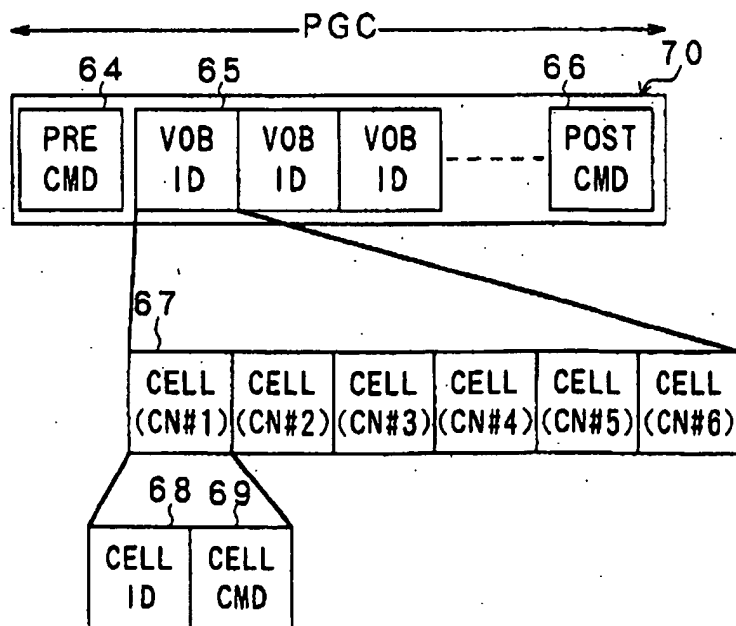 PGC
64 65 66 70
PRE CMD VOB ID VOB ID VOB ID POST CMD
67
CELL (CN#1) CELL (CN#2) CELL (CN#3) CELL (CN#4) CELL (CN#5) CELL (CN#6)
68 69
CELL ID CELL CMD